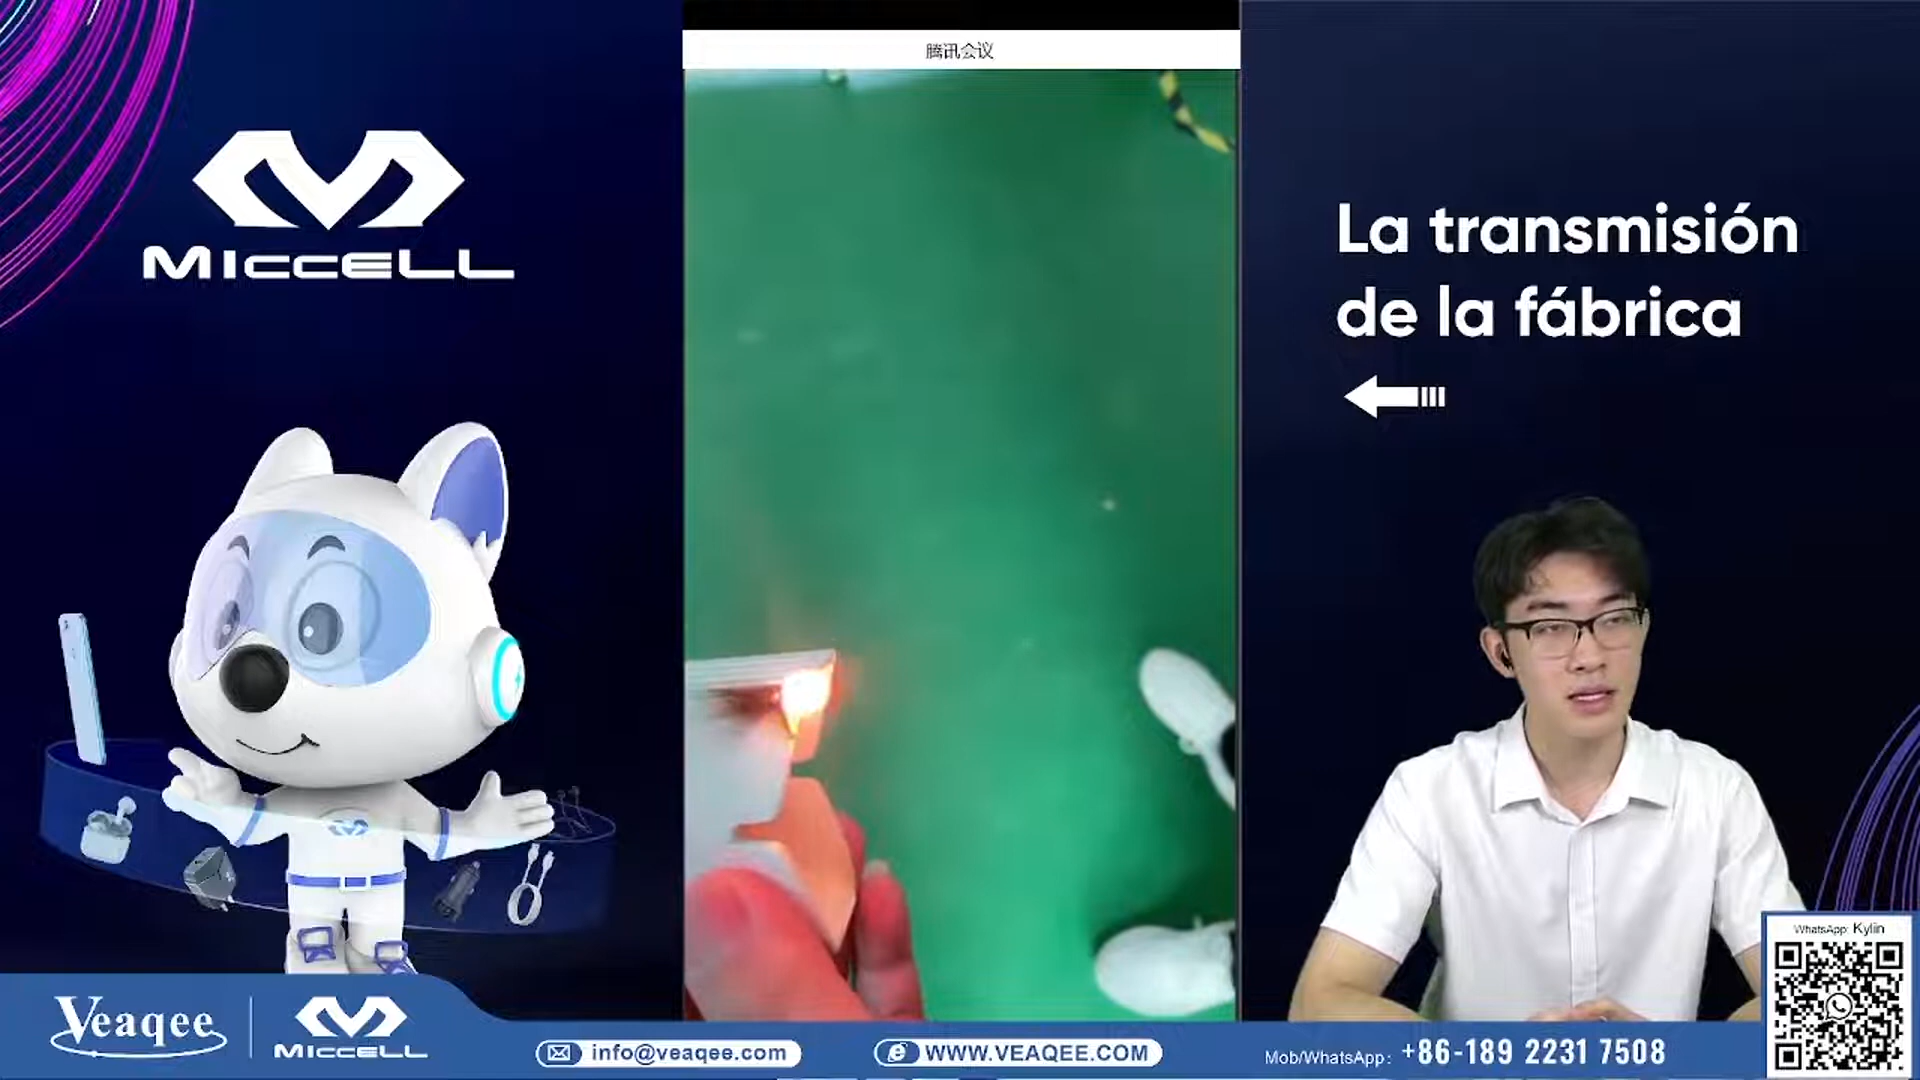 腾讯会议
MICCELL
La transmisión
de la fábrica
WhatsApp: Kylin
Veaqee
MICCELL
info@veaqee.com
WWW.VEAQEE.COM
Mob/WhatsApp: +86-189 2231 7508